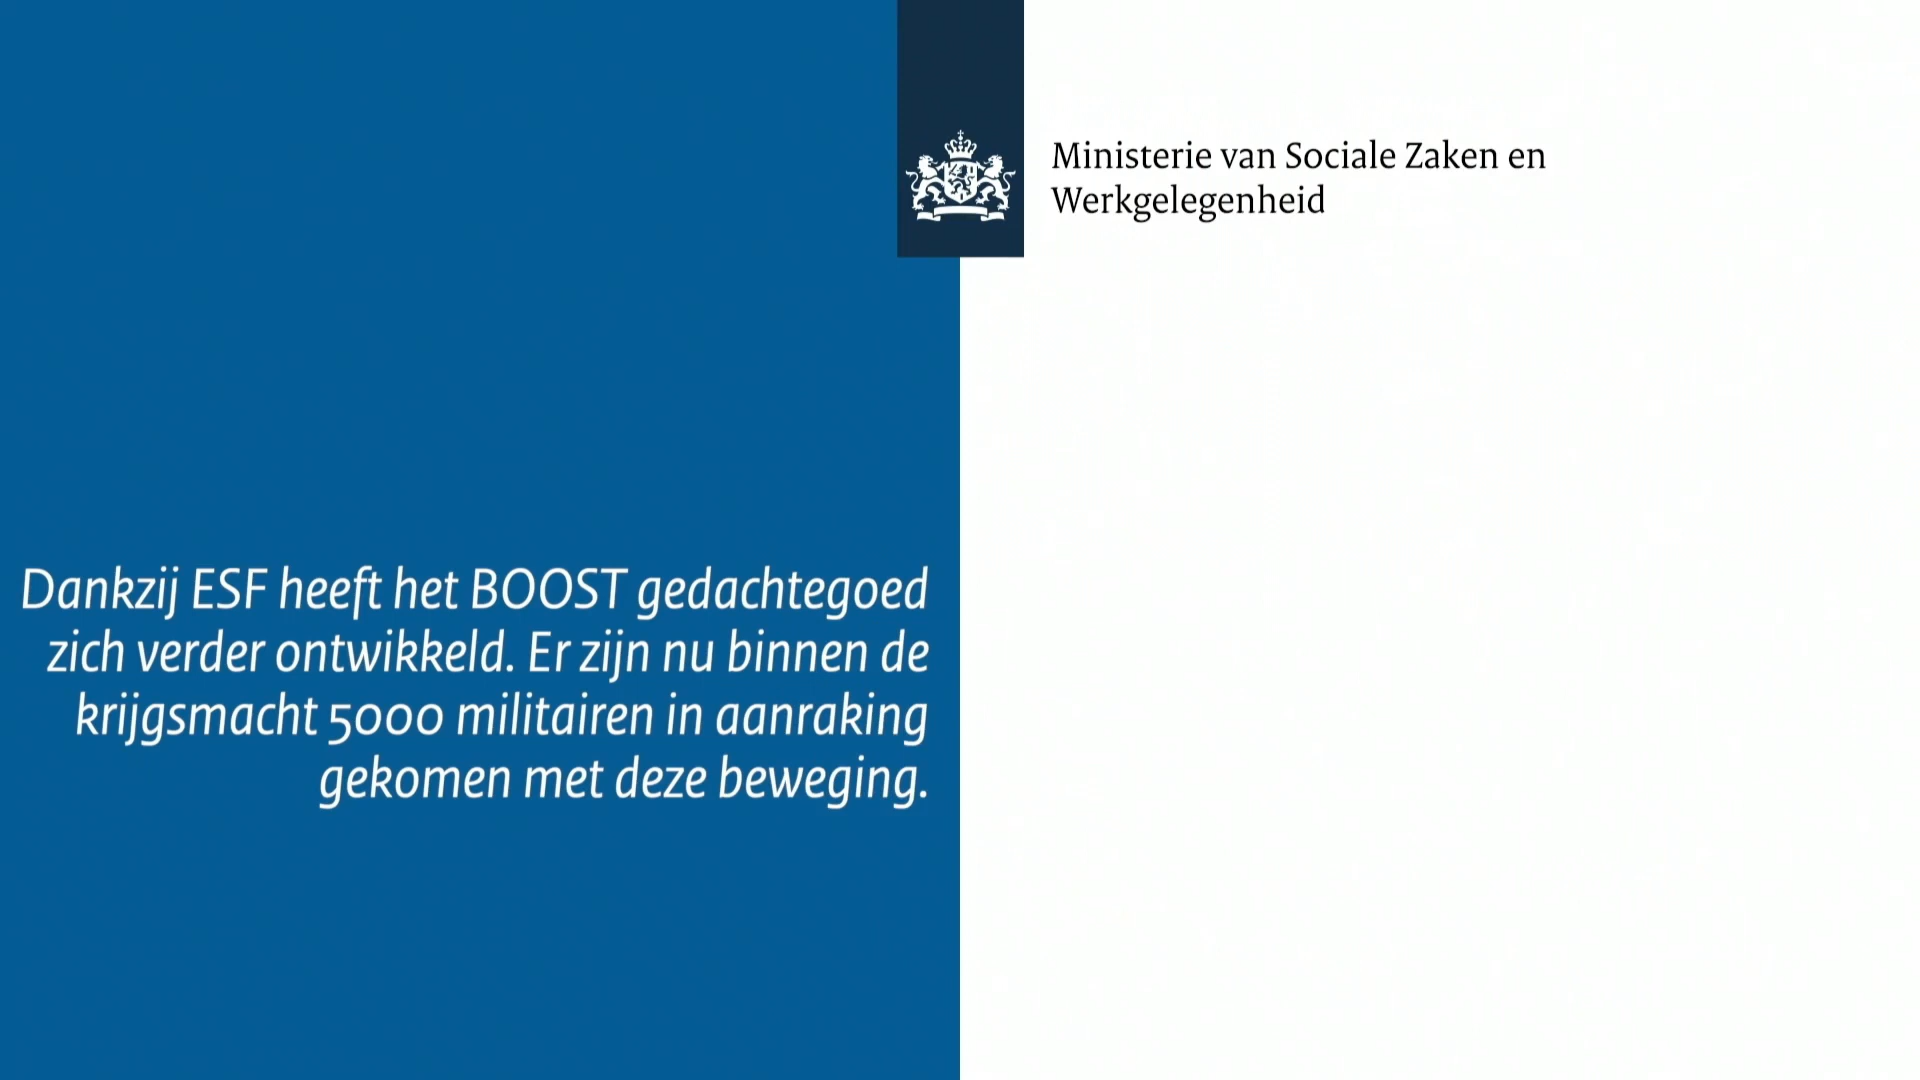 Ministerie van Sociale Zaken en
Werkgelegenheid
Dankzij ESF heeft het BOOST gedachtegoed
zich verder ontwikkeld. Er zijn nu binnen de
krijgsmacht 5000 militairen in aanraking
gekomen met deze beweging.